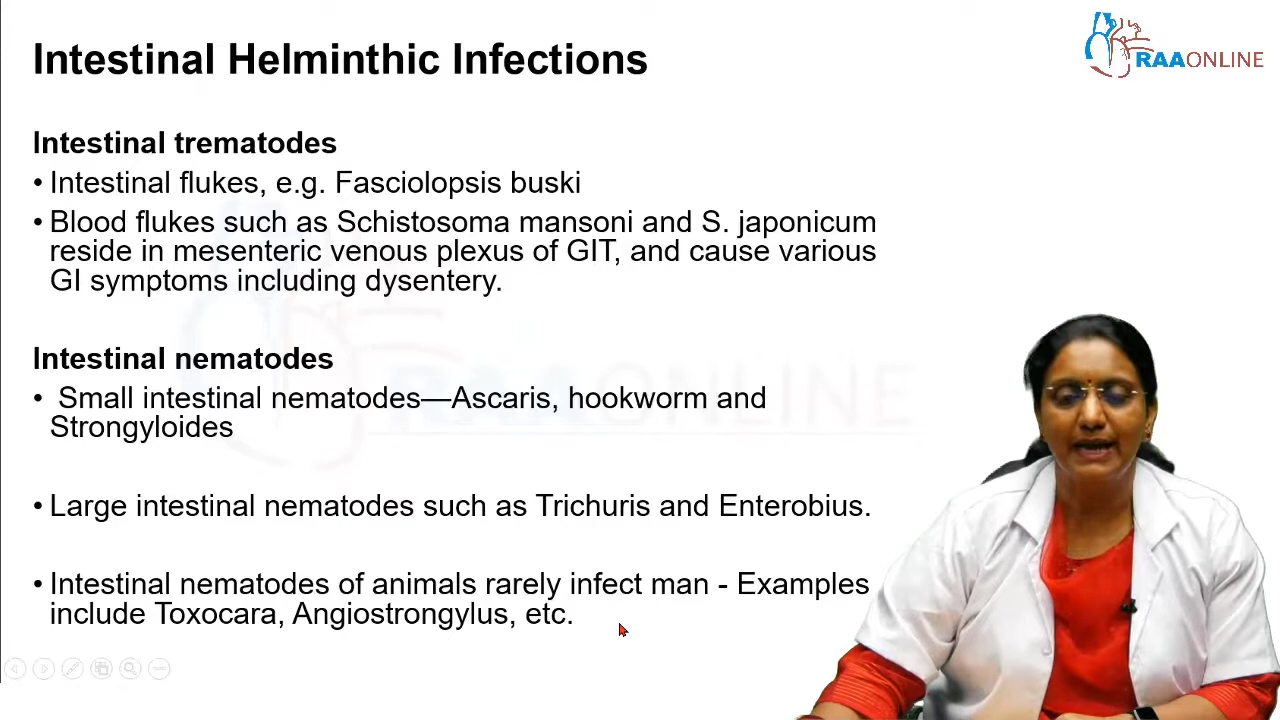 Intestinal Helminthic Infections
RAAONLINE
Intestinal trematodes
• Intestinal flukes, e.g. Fasciolopsis buski
• Blood flukes such as Schistosoma mansoni and S. japonicum
reside in mesenteric venous plexus of GIT, and cause various
GI symptoms including dysentery.
Intestinal nematodes
• Small intestinal nematodes—Ascaris, hookworm and
Strongyloides
RAAONLINE
• Large intestinal nematodes such as Trichuris and Enterobius.
• Intestinal nematodes of animals rarely infect man - Examples
include Toxocara, Angiostrongylus, etc.